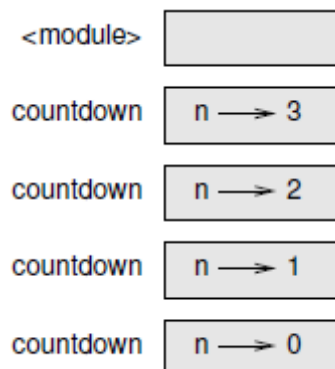 <module>
countdown n → 3
countdown n → 2
countdown n → 1
countdown n → 0